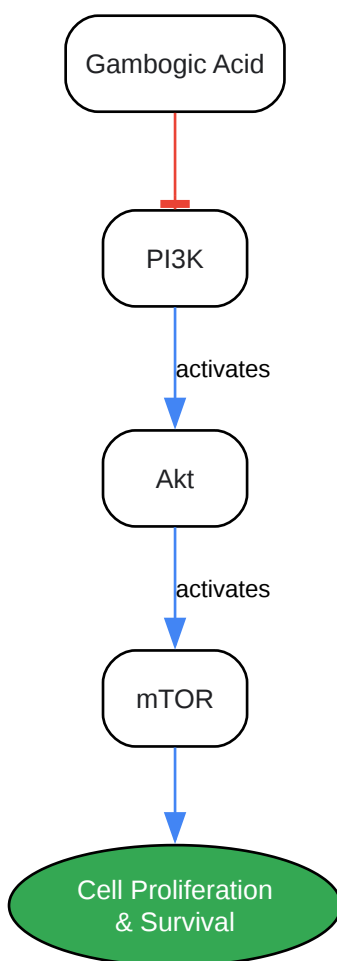 Gambogic Acid
PI3K
activates
Akt
activates
mTOR
Cell Proliferation
& Survival